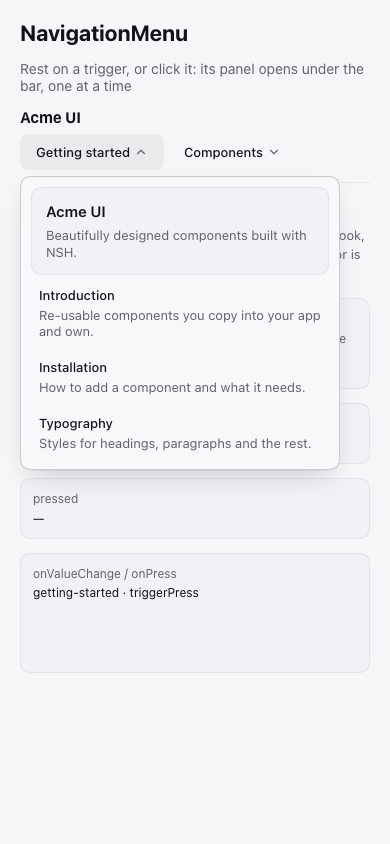 NavigationMenu
Rest on a trigger, or click it: its panel opens under the
bar, one at a time
Acme UI
Getting started
Components
Acme UI
Beautifully designed components built with
NSH.
Introduction
Re-usable components you copy into your app
and own.
Installation
How to add a component and what it needs.
Typography
Styles for headings, paragraphs and the rest.
pressed
—
onValueChange / onPress
getting-started · triggerPress